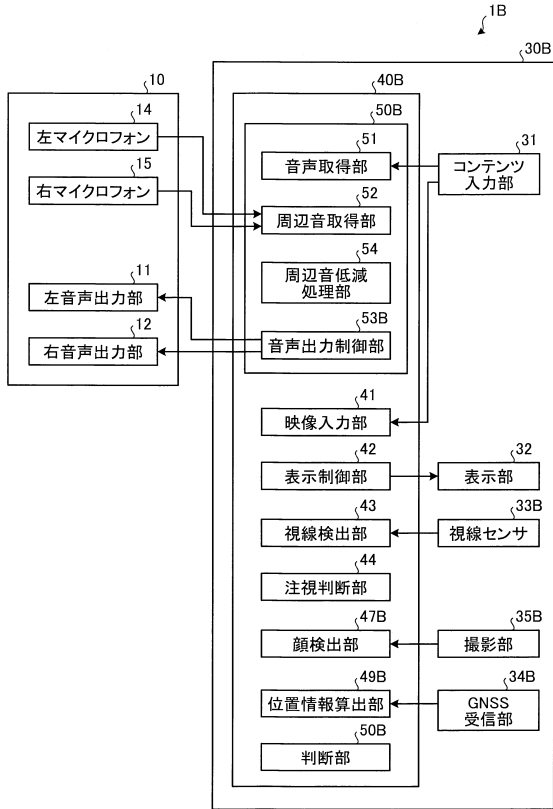 1B
30B
10
40B
14
50B
左マイクロフォン
51
31
15
音声取得部
コンテンツ
入力部
右マイクロフォン
52
周辺音取得部
54
11
周辺音低減
処理部
左音声出力部
12
53B
右音声出力部
音声出力制御部
41
映像入力部
42
32
表示制御部
表示部
43
33B
視線検出部
視線センサ
44
注視判断部
47B
35B
顔検出部
撮影部
49B
34B
位置情報算出部
GNSS
受信部
50B
判断部